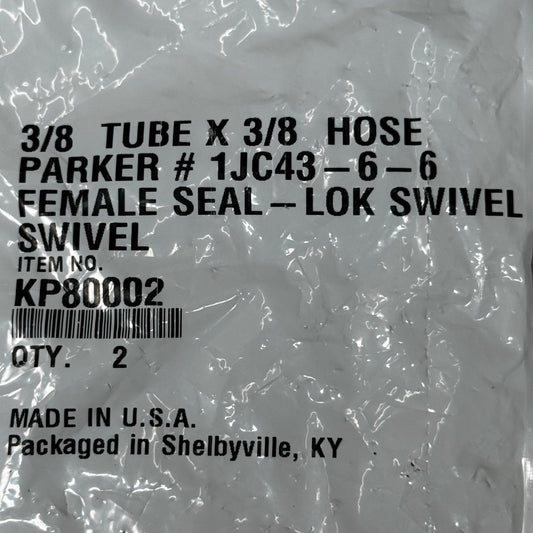 3/8 TUBE X 3/8 HOSE
PARKER # 1JC43-6-6
FEMALE SEAL-LOK SWIVEL
SWIVEL
ITEM NO.
KP80002
QTY. 2
MADE IN U.S.A.
Packaged in Shelbyville, KY